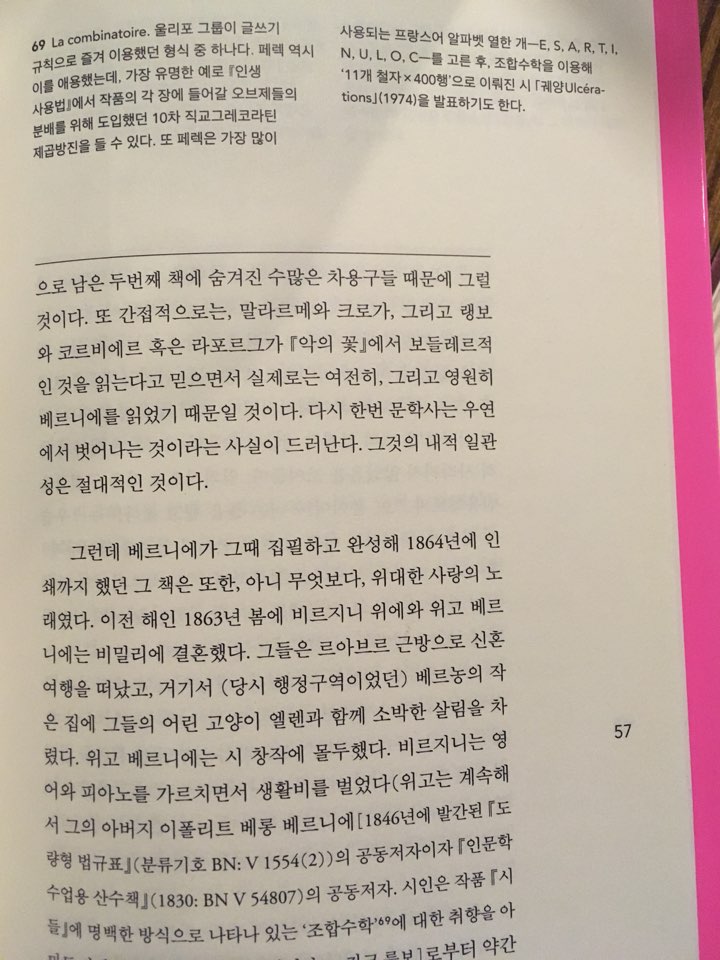 69 La combinatoire. 울리포 그룹이 글쓰기
규칙으로 즐겨 이용했던 형식 중 하나다. 페렉 역시
이를 애용했는데, 가장 유명한 예로 『인생
사용법』에서 작품의 각 장에 들어갈 오브제들의
분배를 위해 도입했던 10차 직교그레코라틴
제곱방진을 들 수 있다. 또 페렉은 가장 많이
사용되는 프랑스어 알파벳 열한 개—E, S, A, R, T, I,
N, U, L, O, C—를 고른 후, 조합수학을 이용해
'11개 철자×400행'으로 이뤄진 시 「궤양Ulcéra-
tions」(1974)을 발표하기도 한다.
으로 남은 두번째 책에 숨겨진 수많은 차용구들 때문에 그럴
것이다. 또 간접적으로는, 말라르메와 크로가, 그리고 랭보
와 코르비에르 혹은 라포르그가 『악의 꽃』에서 보들레르적
인 것을 읽는다고 믿으면서 실제로는 여전히, 그리고 영원히
베르니에를 읽었기 때문일 것이다. 다시 한번 문학사는 우연
에서 벗어나는 것이라는 사실이 드러난다. 그것의 내적 일관
성은 절대적인 것이다.
그런데 베르니에가 그때 집필하고 완성해 1864년에 인
쇄까지 했던 그 책은 또한, 아니 무엇보다, 위대한 사랑의 노
래였다. 이전 해인 1863년 봄에 비르지니 위에와 위고 베르
니에는 비밀리에 결혼했다. 그들은 르아브르 근방으로 신혼
여행을 떠났고, 거기서 (당시 행정구역이었던) 베르농의 작
은 집에 그들의 어린 고양이 엘렌과 함께 소박한 살림을 차
렸다. 위고 베르니에는 시 창작에 몰두했다. 비르지니는 영
어와 피아노를 가르치면서 생활비를 벌었다(위고는 계속해
서 그의 아버지 이폴리트 베롱 베르니에[1846년에 발간된 『도
량형 법규표』(분류기호 BN: V 1554(2))의 공동저자이자 『인문학
수업용 산수책』(1830: BN V 54807)의 공동저자. 시인은 작품 『시
들』에 명백한 방식으로 나타나 있는 '조합수학'69에 대한 취향을 아
로부터 약간
57